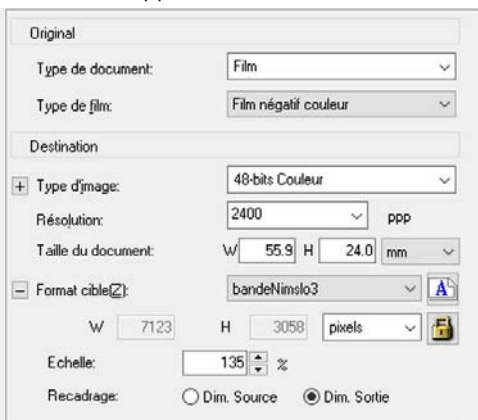 Original
Type de document: Film
Type de film: Film négatif couleur
Destination
+ Type d'image: 48-bits Couleur
Résolution: 2400 ppp
Taille du document: W 55.9 H 24.0 mm
− Format cible(Z): bandeNimslo3 A
W 7123 H 3058 pixels
Echelle: 135 %
Recadrage: Dim. Source Dim. Sortie